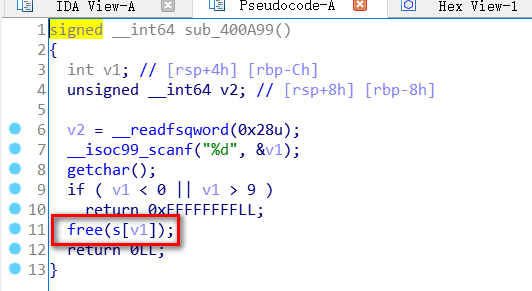 IDA View-A Pseudocode-A Hex View-1
1 signed __int64 sub_400A99()
2 {
3 int v1; // [rsp+4h] [rbp-Ch]
4 unsigned __int64 v2; // [rsp+8h] [rbp-8h]
5
6 v2 = __readfsqword(0x28u);
7 __isoc99_scanf("%d", &v1);
8 getchar();
9 if ( v1 < 0 || v1 > 9 )
10 return 0xFFFFFFFFLL;
11 free(s[v1]);
12 return 0LL;
13 }